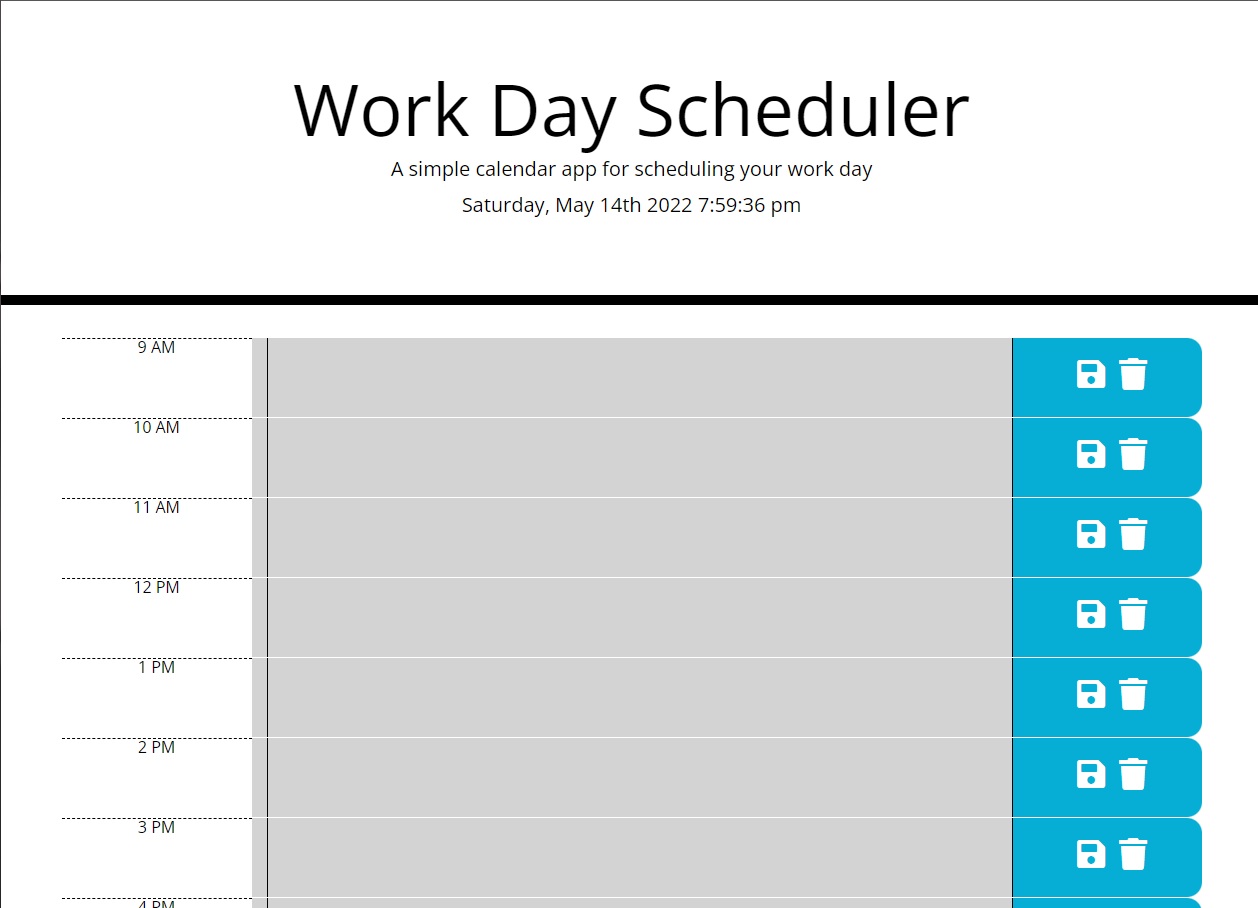 Work Day Scheduler
A simple calendar app for scheduling your work day
Saturday, May 14th 2022 7:59:36 pm
9 AM
10 AM
11 AM
12 PM
1 PM
2 PM
3 PM
4 PM